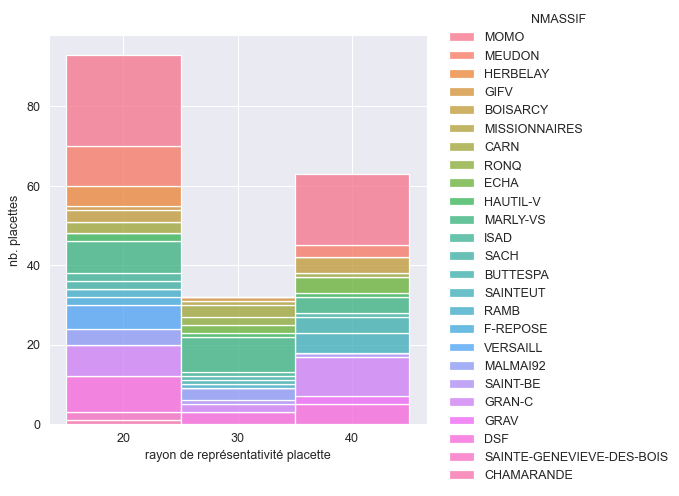 NMASSIF
MOMO
MEUDON
HERBELAY
GIFV
BOISARCY
MISSIONNAIRES
CARN
RONQ
ECHA
HAUTIL-V
MARLY-VS
ISAD
SACH
BUTTESPA
SAINTEUT
RAMB
F-REPOSE
VERSAILL
MALMAI92
SAINT-BE
GRAN-C
GRAV
DSF
SAINTE-GENEVIEVE-DES-BOIS
CHAMARANDE
nb. placettes
80
60
40
20
0
20 30 40
rayon de représentativité placette